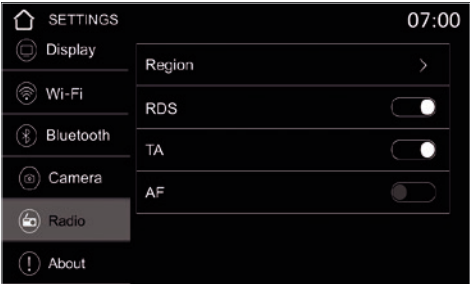 SETTINGS
07:00
Display
Wi-Fi
Bluetooth
Camera
Radio
About
Region
RDS
TA
AF